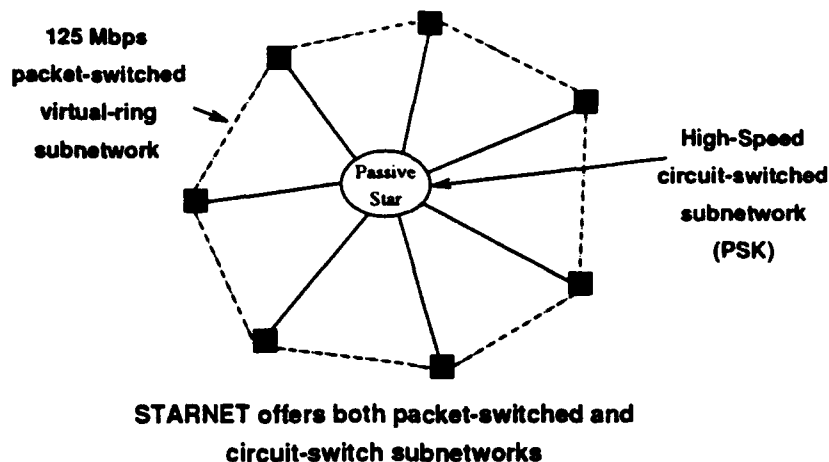 125 Mbps
packet-switched
virtual-ring
subnetwork
Passive
Star
High-Speed
circuit-switched
subnetwork
(PSK)
STARNET offers both packet-switched and
circuit-switch subnetworks